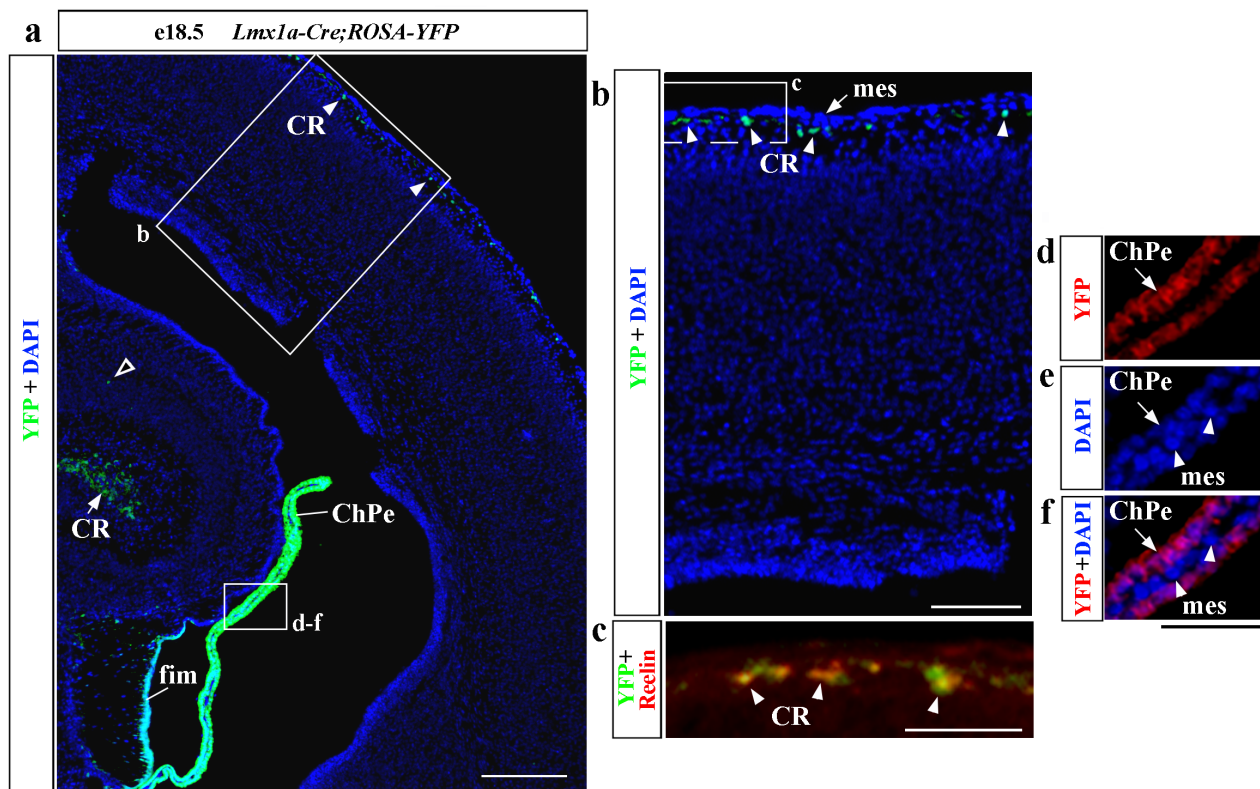 a
e18.5 Lmx1a-Cre;ROSA-YFP
YFP + DAPI
CR
b
CR
ChPe
d-f
fim
b
YFP + DAPI
c
mes
CR
c
YFP+
Reelin
CR
d
YFP
ChPe
e
DAPI
ChPe
mes
f
YFP+DAPI
ChPe
mes